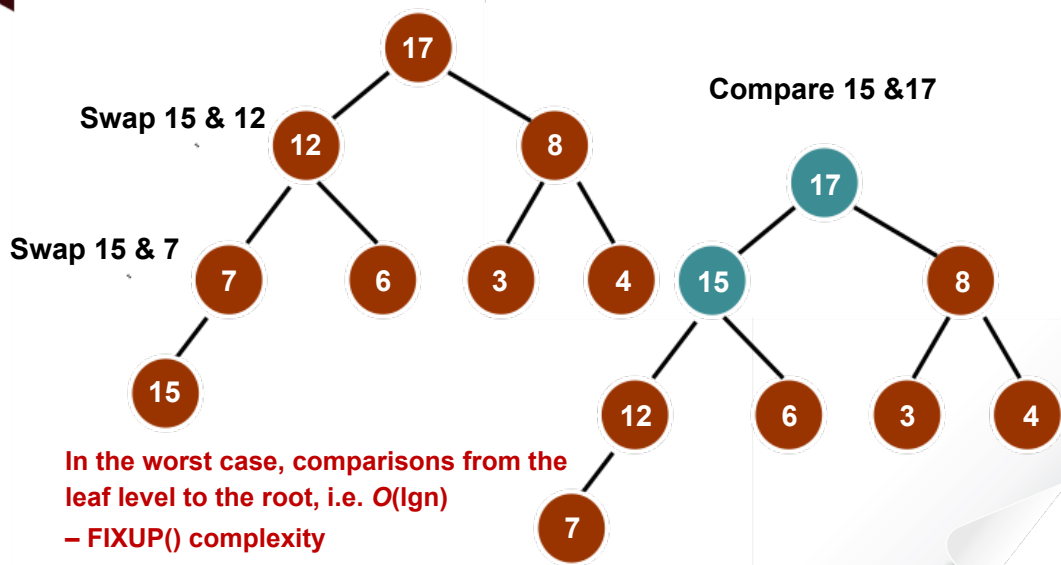 17
Swap 15 & 12
12
8
Swap 15 & 7
7
6
3
4
15
Compare 15 &17
17
15
8
12
6
3
4
7
In the worst case, comparisons from the
leaf level to the root, i.e. O(lgn)
– FIXUP() complexity